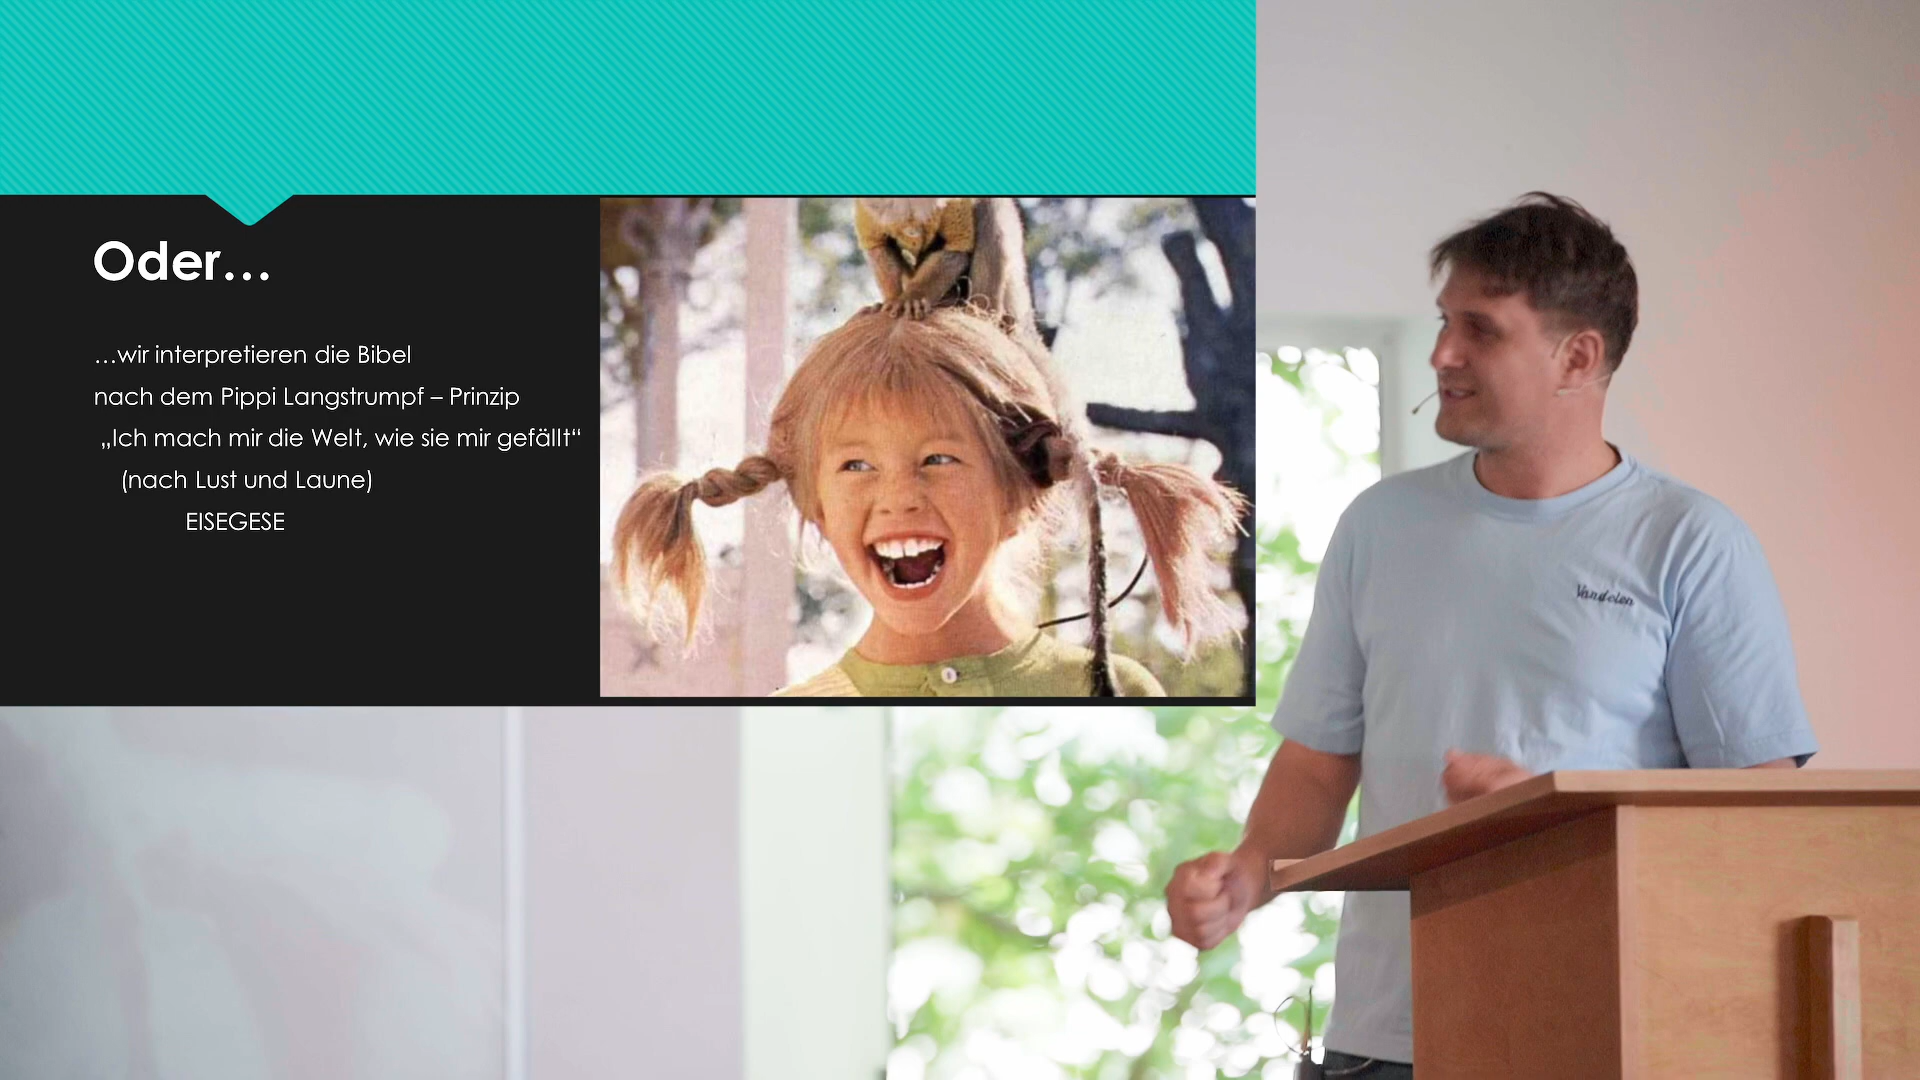 Oder…
…wir interpretieren die Bibel
nach dem Pippi Langstrumpf – Prinzip
„Ich mach mir die Welt, wie sie mir gefällt“
(nach Lust und Laune)
EISEGESE
Vandelen